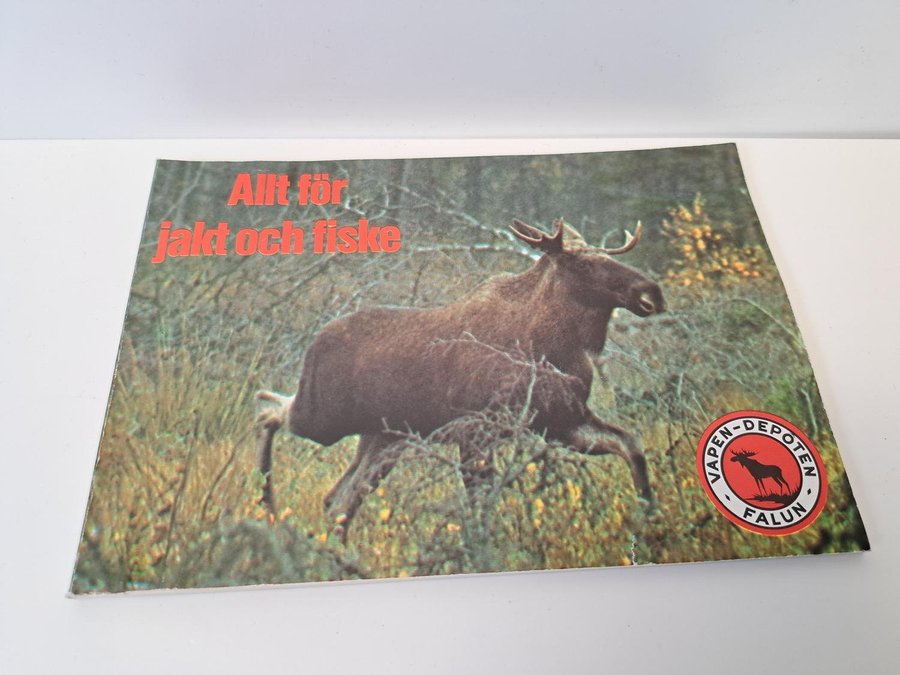 Allt för
jakt och fiske
VAPEN-DEPOTEN
FALUN